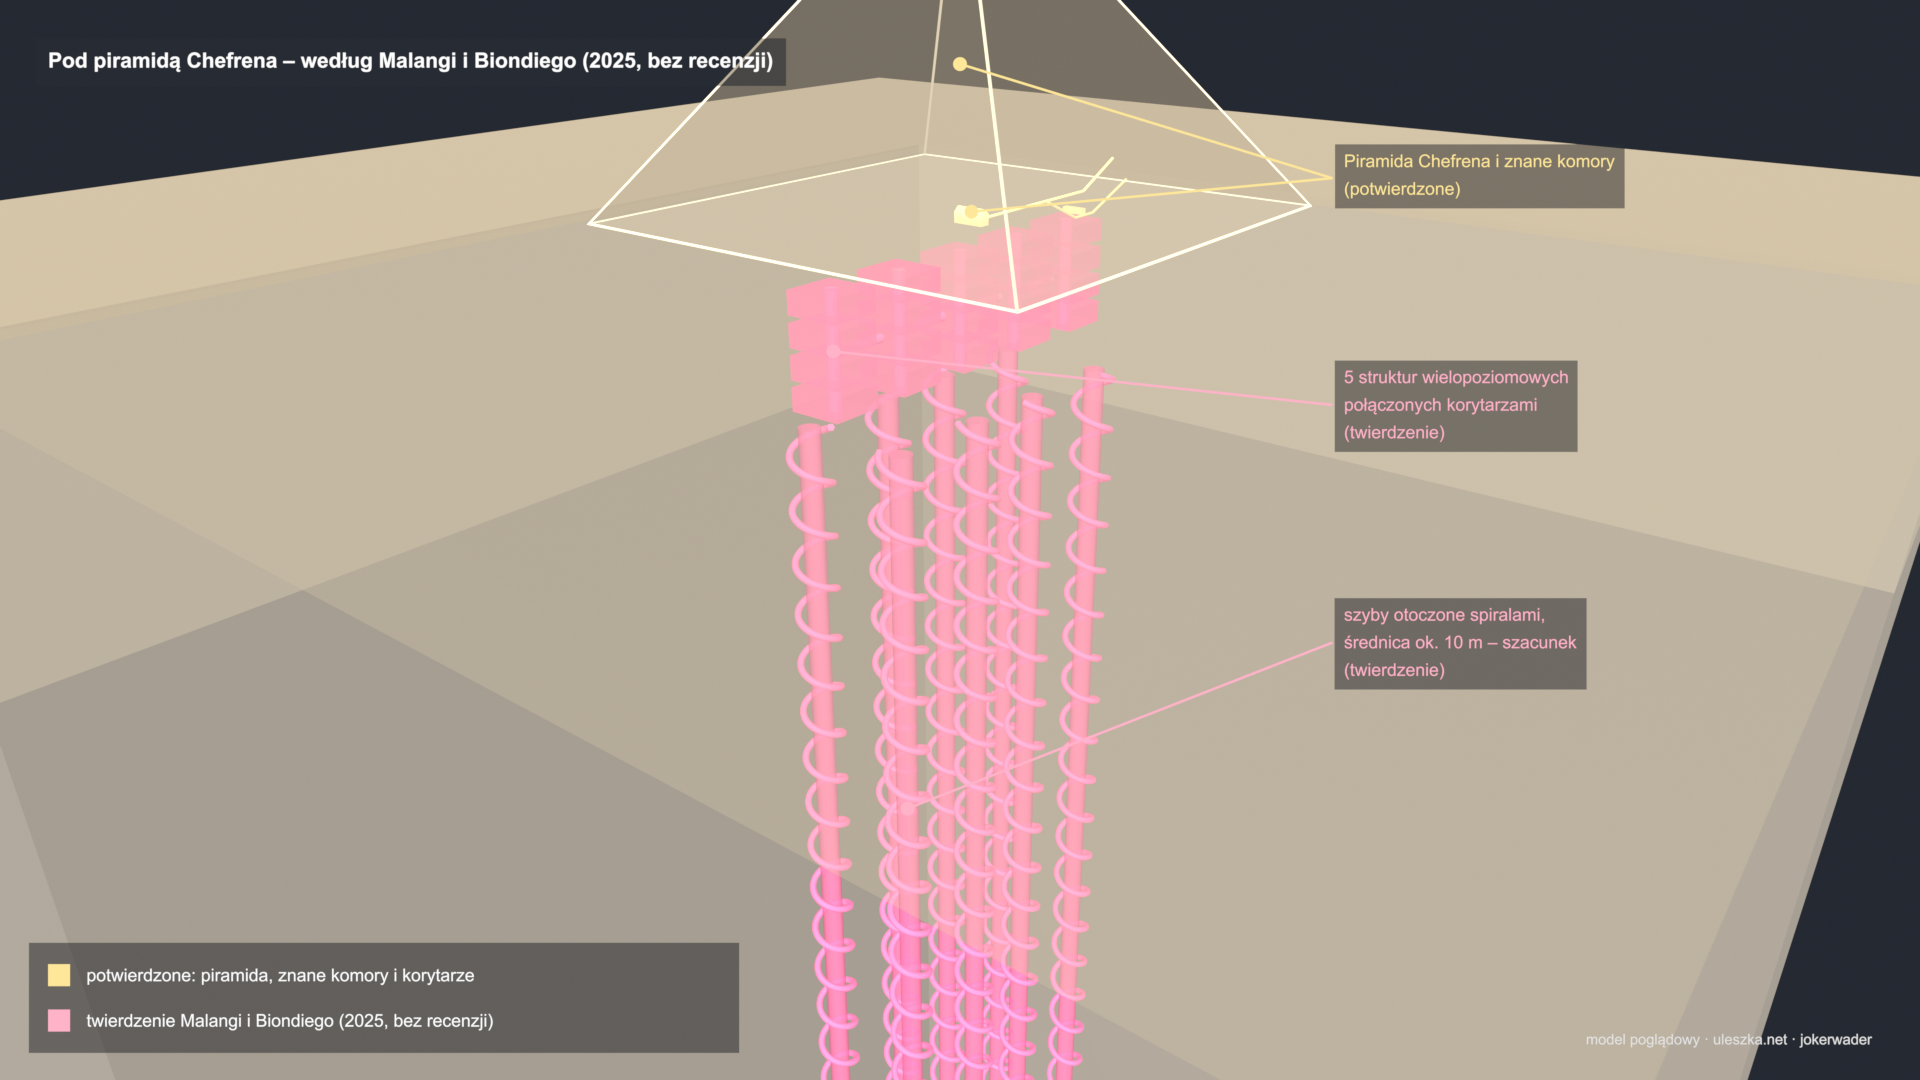 Pod piramidą Chefrena – według Malangi i Biondiego (2025, bez recenzji)
Piramida Chefrena i znane komory
(potwierdzone)
5 struktur wielopoziomowych
połączonych korytarzami
(twierdzenie)
szyby otoczone spiralami,
średnica ok. 10 m – szacunek
(twierdzenie)
potwierdzone: piramida, znane komory i korytarze
twierdzenie Malangi i Biondiego (2025, bez recenzji)
model poglądowy · uleszka.net · jokerwader